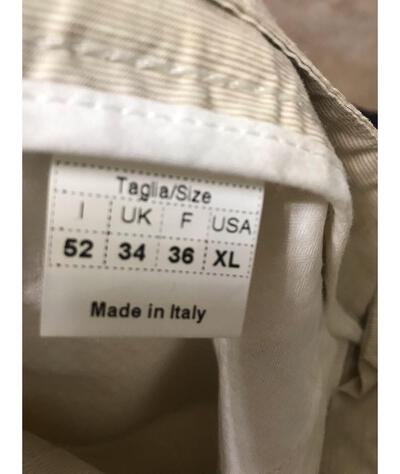 Taglia/Size
I UK F USA
52 34 36 XL
Made in Italy